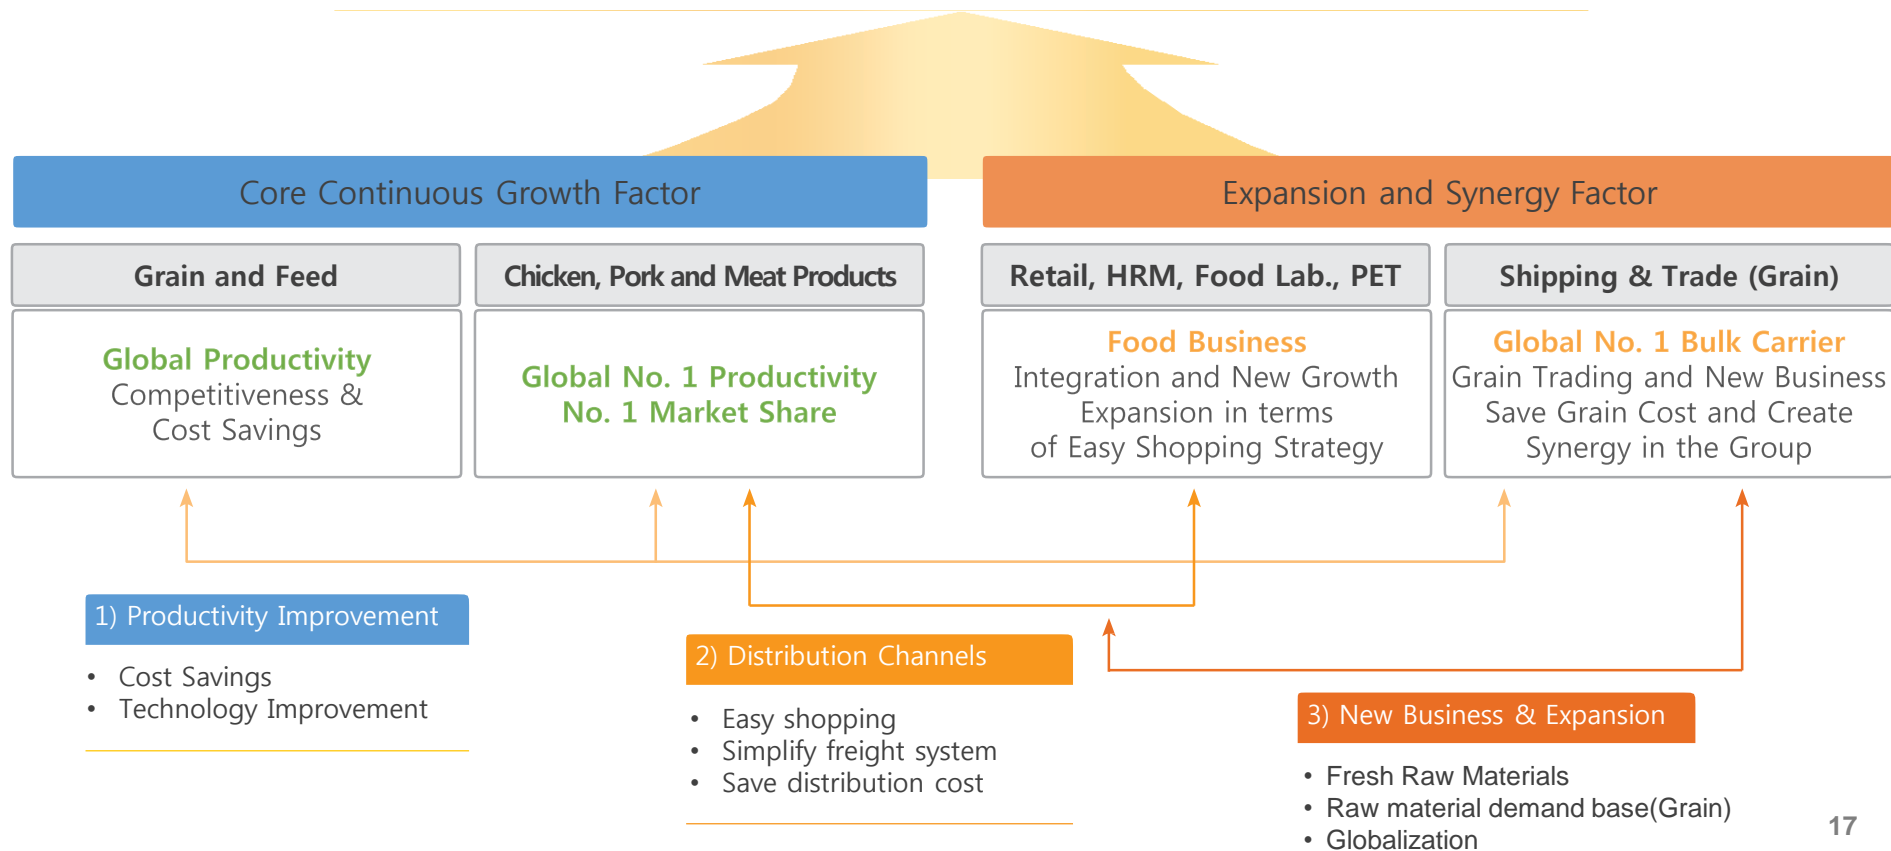 Core Continuous Growth Factor
Expansion and Synergy Factor
Grain and Feed
Chicken, Pork and Meat Products
Retail, HRM, Food Lab., PET
Shipping & Trade (Grain)
Global Productivity
Competitiveness &
Cost Savings
Global No. 1 Productivity
No. 1 Market Share
Food Business
Integration and New Growth
Expansion in terms
of Easy Shopping Strategy
Global No. 1 Bulk Carrier
Grain Trading and New Business
Save Grain Cost and Create
Synergy in the Group
1) Productivity Improvement
• Cost Savings
• Technology Improvement
2) Distribution Channels
• Easy shopping
• Simplify freight system
• Save distribution cost
3) New Business & Expansion
• Fresh Raw Materials
• Raw material demand base(Grain)
• Globalization
17